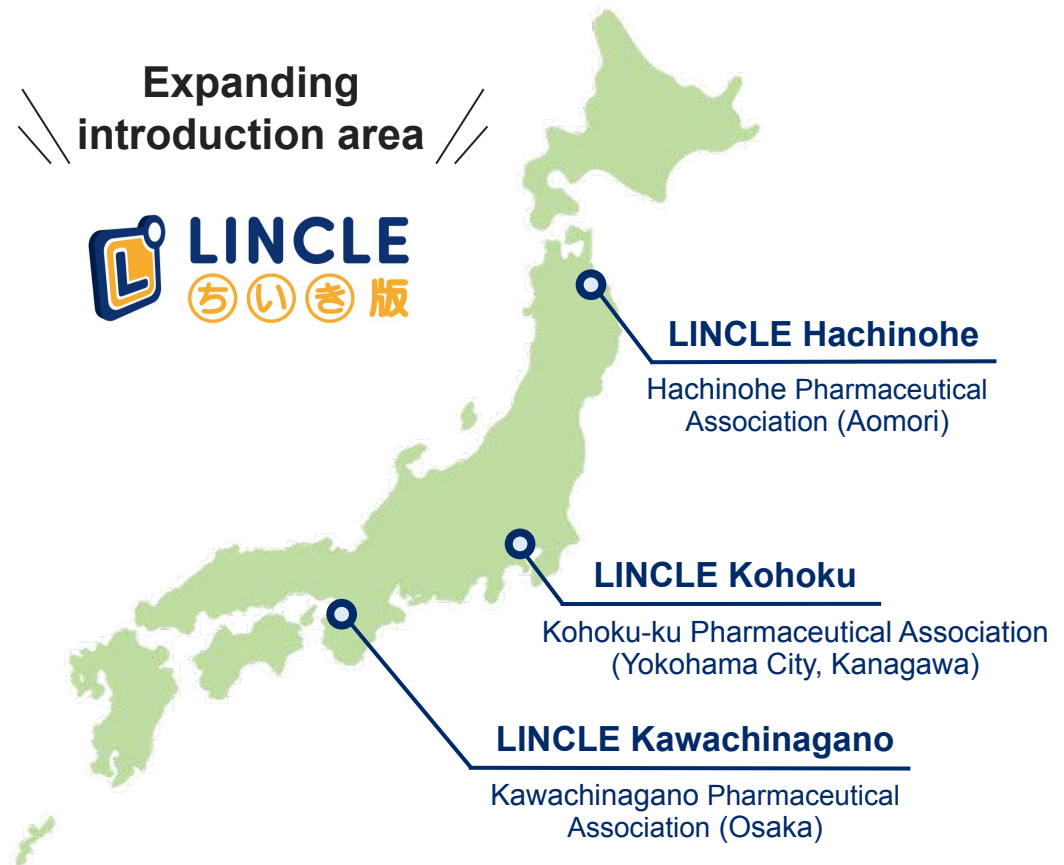 Expanding
introduction area
L
LINCLE
ちいき版
LINCLE Hachinohe
Hachinohe Pharmaceutical
Association (Aomori)
LINCLE Kohoku
Kohoku-ku Pharmaceutical Association
(Yokohama City, Kanagawa)
LINCLE Kawachinagano
Kawachinagano Pharmaceutical
Association (Osaka)